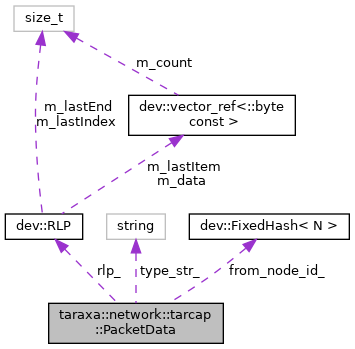 size_t
m_count
m_lastEnd
m_lastIndex
dev::vector_ref<::byte
const >
m_lastItem
m_data
dev::RLP
string
dev::FixedHash< N >
rlp_
type_str_
from_node_id_
taraxa::network::tarcap
::PacketData